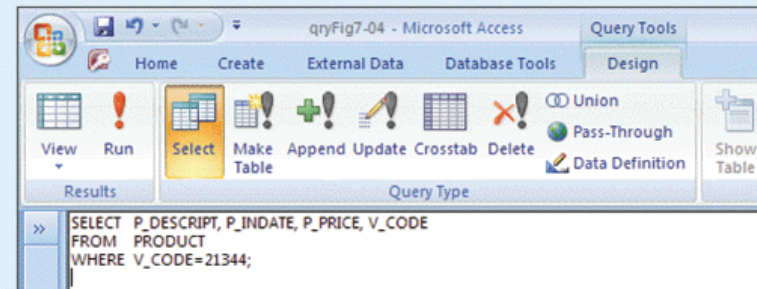 qryFig7-04 - Microsoft Access Query Tools
Home Create External Data Database Tools Design
View Run Select Make Table Append Update Crosstab Delete Union Pass-Through Data Definition Show Table
Results Query Type
SELECT P_DESCRIPT, P_INDATE, P_PRICE, V_CODE
FROM PRODUCT
WHERE V_CODE=21344;